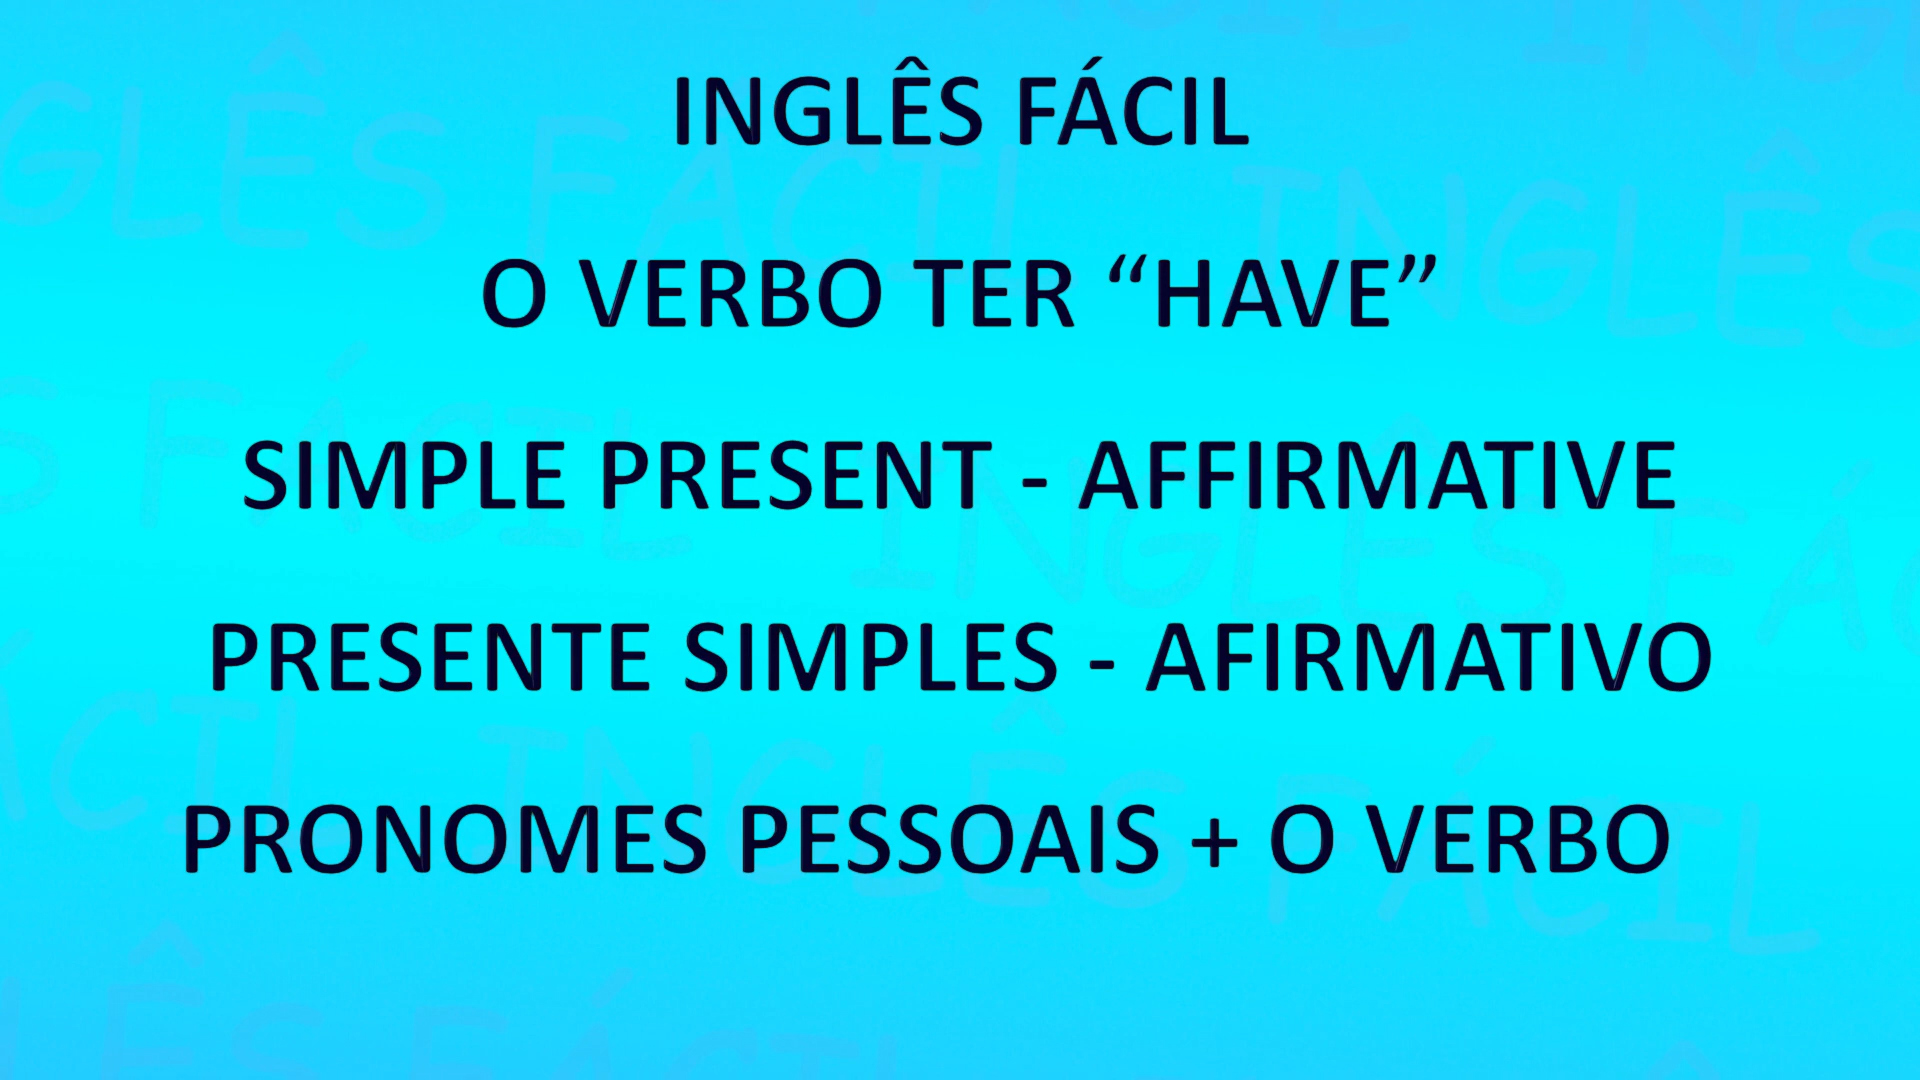 INGLÊS FÁCIL
O VERBO TER “HAVE”
SIMPLE PRESENT - AFFIRMATIVE
PRESENTE SIMPLES - AFIRMATIVO
PRONOMES PESSOAIS + O VERBO